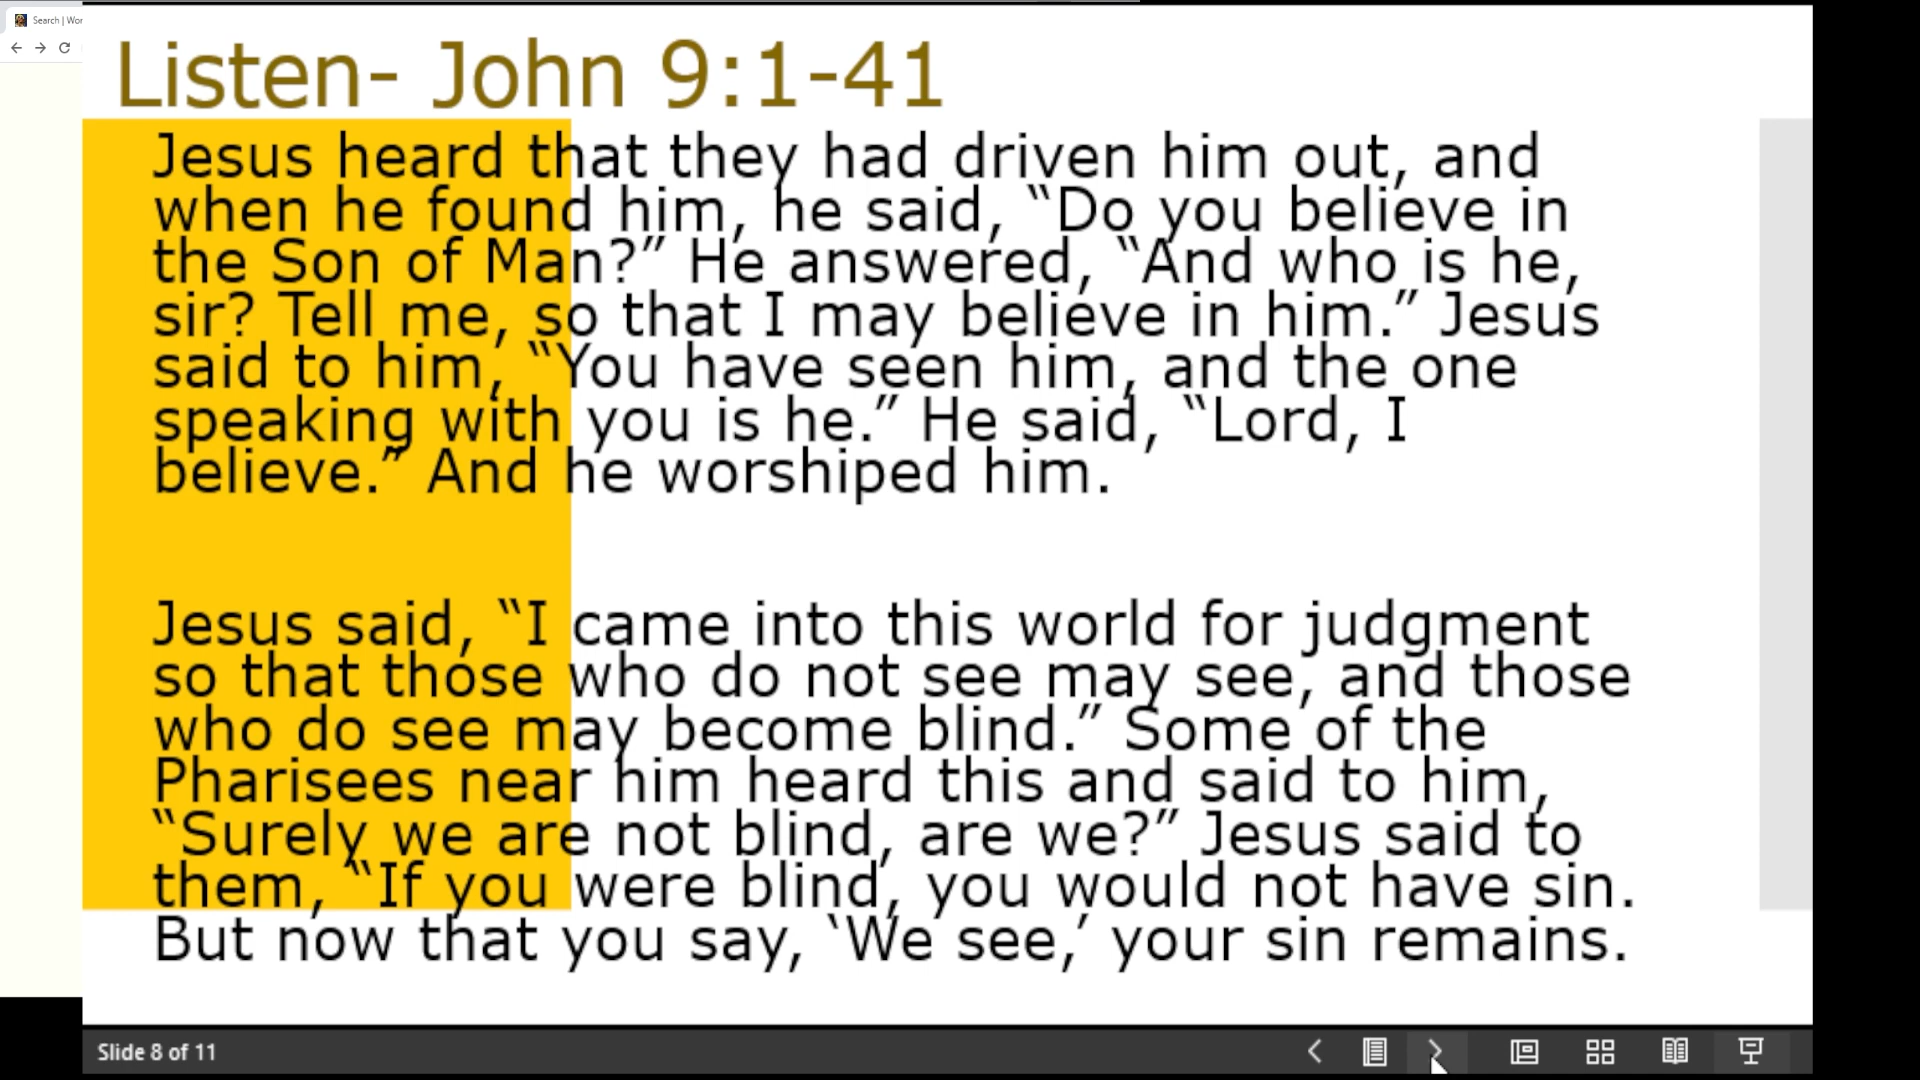 Search | Wor
Listen- John 9:1-41
Jesus heard that they had driven him out, and
when he found him, he said, “Do you believe in
the Son of Man?” He answered, “And who is he,
sir? Tell me, so that I may believe in him.” Jesus
said to him, “You have seen him, and the one
speaking with you is he.” He said, “Lord, I
believe.” And he worshiped him.
Jesus said, “I came into this world for judgment
so that those who do not see may see, and those
who do see may become blind.” Some of the
Pharisees near him heard this and said to him,
“Surely we are not blind, are we?” Jesus said to
them, “If you were blind, you would not have sin.
But now that you say, ‘We see,’ your sin remains.
Slide 8 of 11